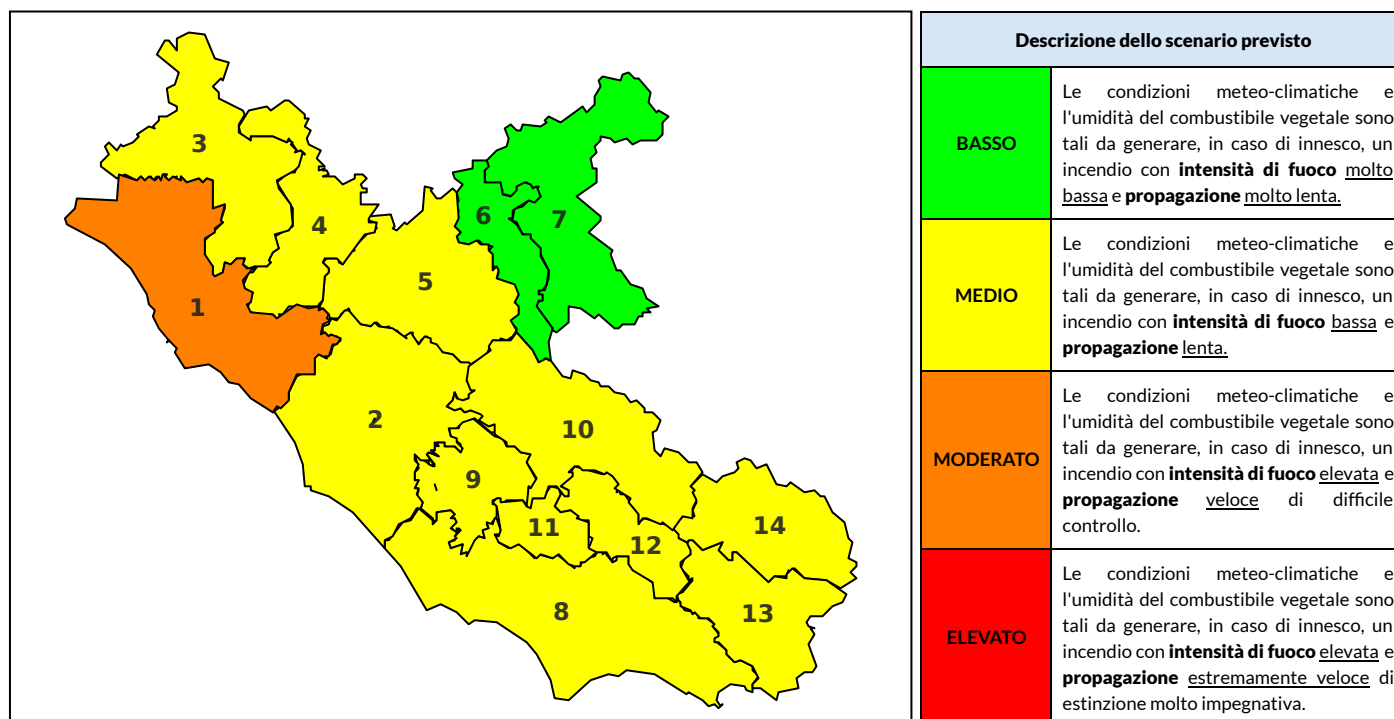 3
4
6
7
5
1
2
10
9
11
12
14
8
13
Descrizione dello scenario previsto
BASSO
Le condizioni meteo-climatiche e
l'umidità del combustibile vegetale sono
tali da generare, in caso di innesco, un
incendio con intensità di fuoco molto
bassa e propagazione molto lenta.
MEDIO
Le condizioni meteo-climatiche e
l'umidità del combustibile vegetale sono
tali da generare, in caso di innesco, un
incendio con intensità di fuoco bassa e
propagazione lenta.
MODERATO
Le condizioni meteo-climatiche e
l'umidità del combustibile vegetale sono
tali da generare, in caso di innesco, un
incendio con intensità di fuoco elevata e
propagazione veloce di difficile
controllo.
ELEVATO
Le condizioni meteo-climatiche e
l'umidità del combustibile vegetale sono
tali da generare, in caso di innesco, un
incendio con intensità di fuoco elevata e
propagazione estremamente veloce di
estinzione molto impegnativa.